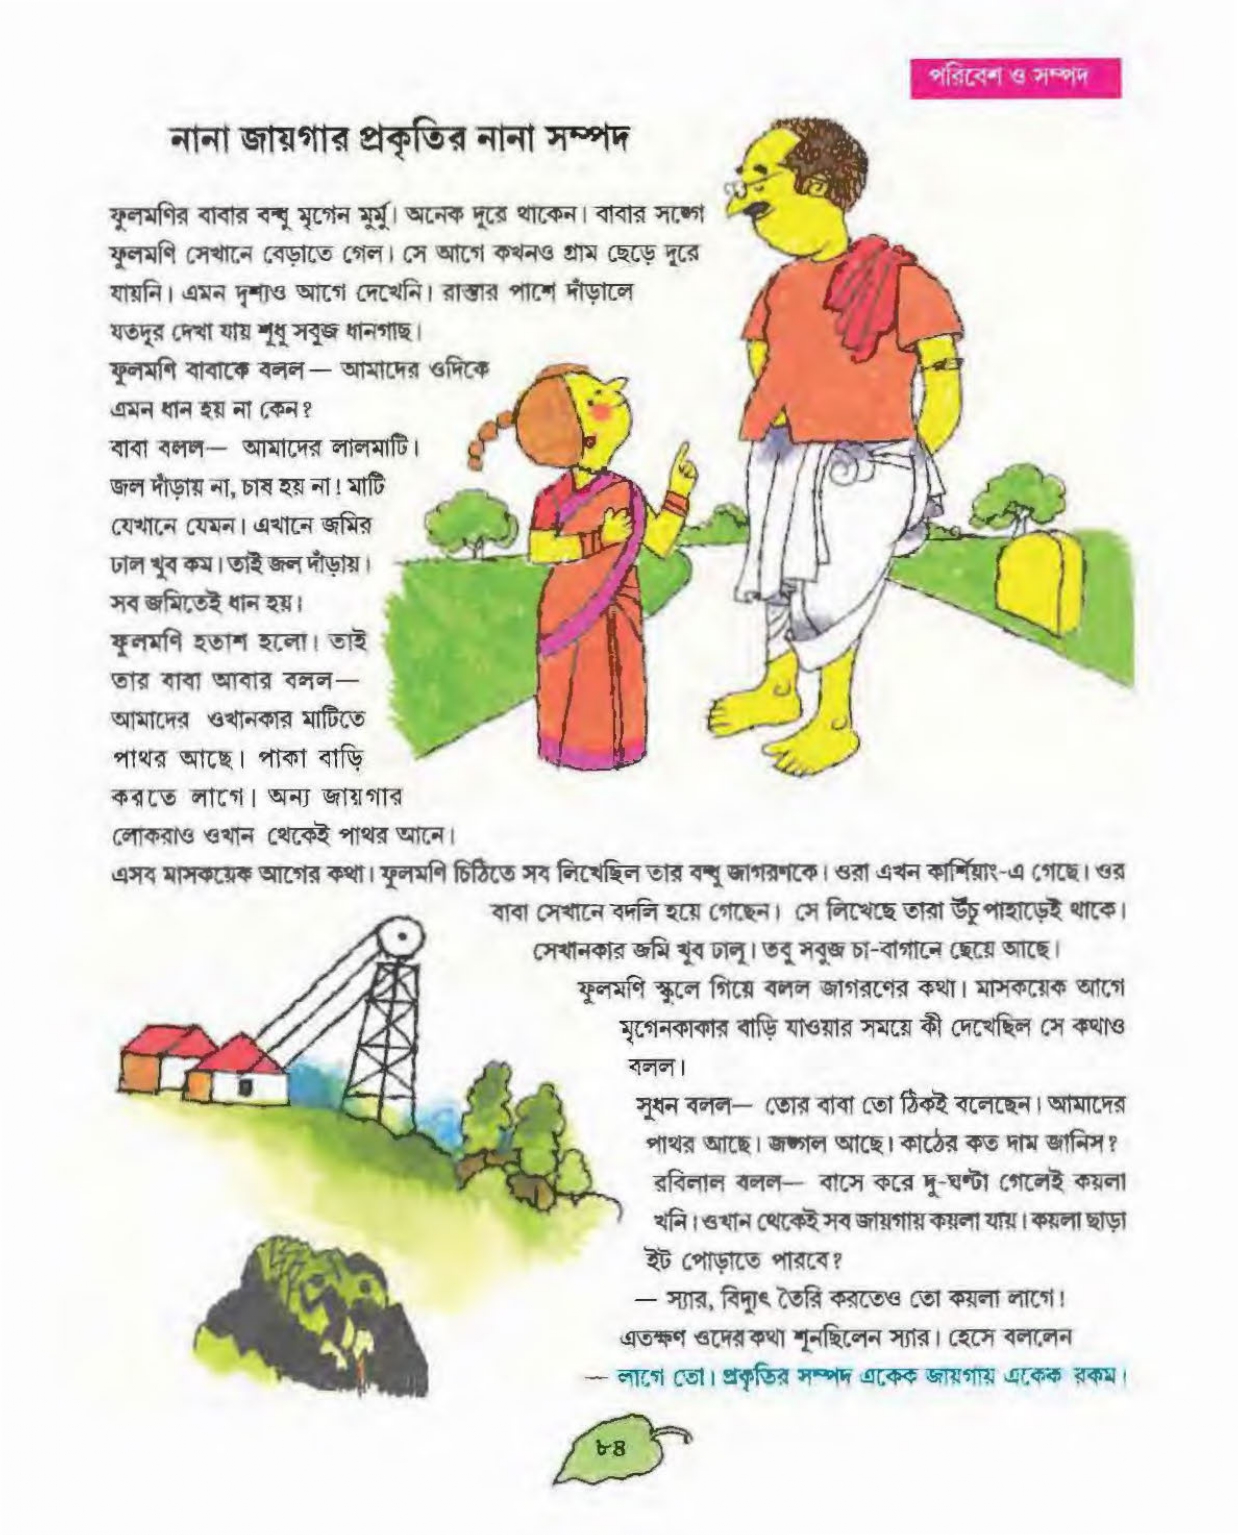 পরিবেশ ও সম্পদ
নানা জায়গার প্রকৃতির নানা সম্পদ
ফুলমণির বাবার বন্ধু মৃগেন মুর্মু। অনেক দূরে থাকেন। বাবার সঙ্গে
ফুলমণি সেখানে বেড়াতে গেল। সে আগে কখনও গ্রাম ছেড়ে দূরে
যায়নি। এমন দৃশ্যও আগে দেখেনি। রাস্তার পাশে দাঁড়ালে
যতদূর দেখা যায় শুধু সবুজ ধানগাছ।
ফুলমণি বাবাকে বলল— আমাদের ওদিকে
এমন ধান হয় না কেন?
বাবা বলল— আমাদের লালমাটি।
জল দাঁড়ায় না, চাষ হয় না! মাটি
যেখানে যেমন। এখানে জমির
ঢাল খুব কম। তাই জল দাঁড়ায়।
সব জমিতেই ধান হয়।
ফুলমণি হতাশ হলো। তাই
তার বাবা আবার বলল—
আমাদের ওখানকার মাটিতে
পাথর আছে। পাকা বাড়ি
করতে লাগে। অন্য জায়গার
লোকরাও ওখান থেকেই পাথর আনে।
এসব মাসকয়েক আগের কথা। ফুলমণি চিঠিতে সব লিখেছিল তার বন্ধু জাগরণকে। ওরা এখন কার্শিয়াং-এ গেছে। ওর
বাবা সেখানে বদলি হয়ে গেছেন। সে লিখেছে তারা উঁচু পাহাড়েই থাকে।
সেখানকার জমি খুব ঢালু। তবু সবুজ চা-বাগানে ছেয়ে আছে।
ফুলমণি স্কুলে গিয়ে বলল জাগরণের কথা। মাসকয়েক আগে
মৃগেনকাকার বাড়ি যাওয়ার সময়ে কী দেখেছিল সে কথাও
বলল।
সুধন বলল— তোর বাবা তো ঠিকই বলেছেন। আমাদের
পাথর আছে। জঙ্গল আছে। কাঠের কত দাম জানিস?
রবিলাল বলল— বাসে করে দু-ঘণ্টা গেলেই কয়লা
খনি। ওখান থেকেই সব জায়গায় কয়লা যায়। কয়লা ছাড়া
ইট পোড়াতে পারবে?
— স্যার, বিদ্যুৎ তৈরি করতেও তো কয়লা লাগে!
এতক্ষণ ওদের কথা শুনছিলেন স্যার। হেসে বললেন
— লাগে তো। প্রকৃতির সম্পদ একেক জায়গায় একেক রকম।
৮৪